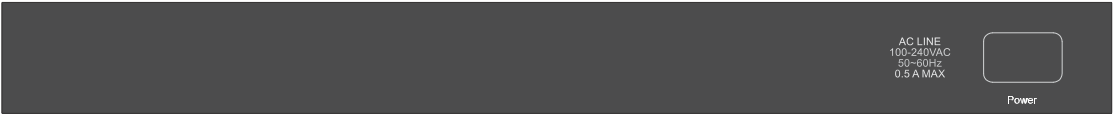 AC LINE
100-240VAC
50~60Hz
0.5 A MAX
Power